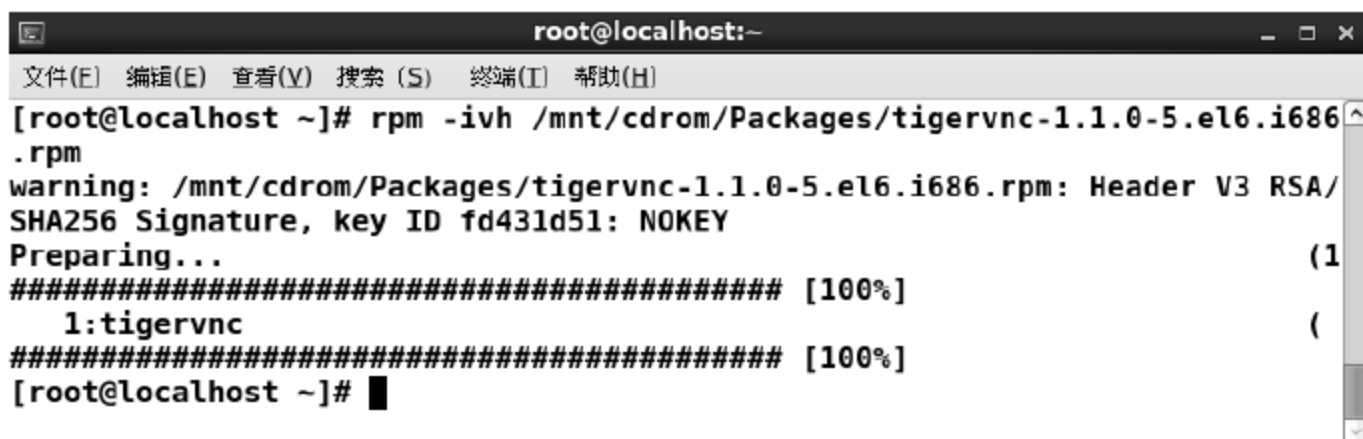 root@localhost:~
文件(F) 编辑(E) 查看(V) 搜索 (S) 终端(T) 帮助(H)
[root@localhost ~]# rpm -ivh /mnt/cdrom/Packages/tigervnc-1.1.0-5.el6.i686
.rpm
warning: /mnt/cdrom/Packages/tigervnc-1.1.0-5.el6.i686.rpm: Header V3 RSA/
SHA256 Signature, key ID fd431d51: NOKEY
Preparing... (1
########################################### [100%]
1:tigervnc (
########################################### [100%]
[root@localhost ~]#